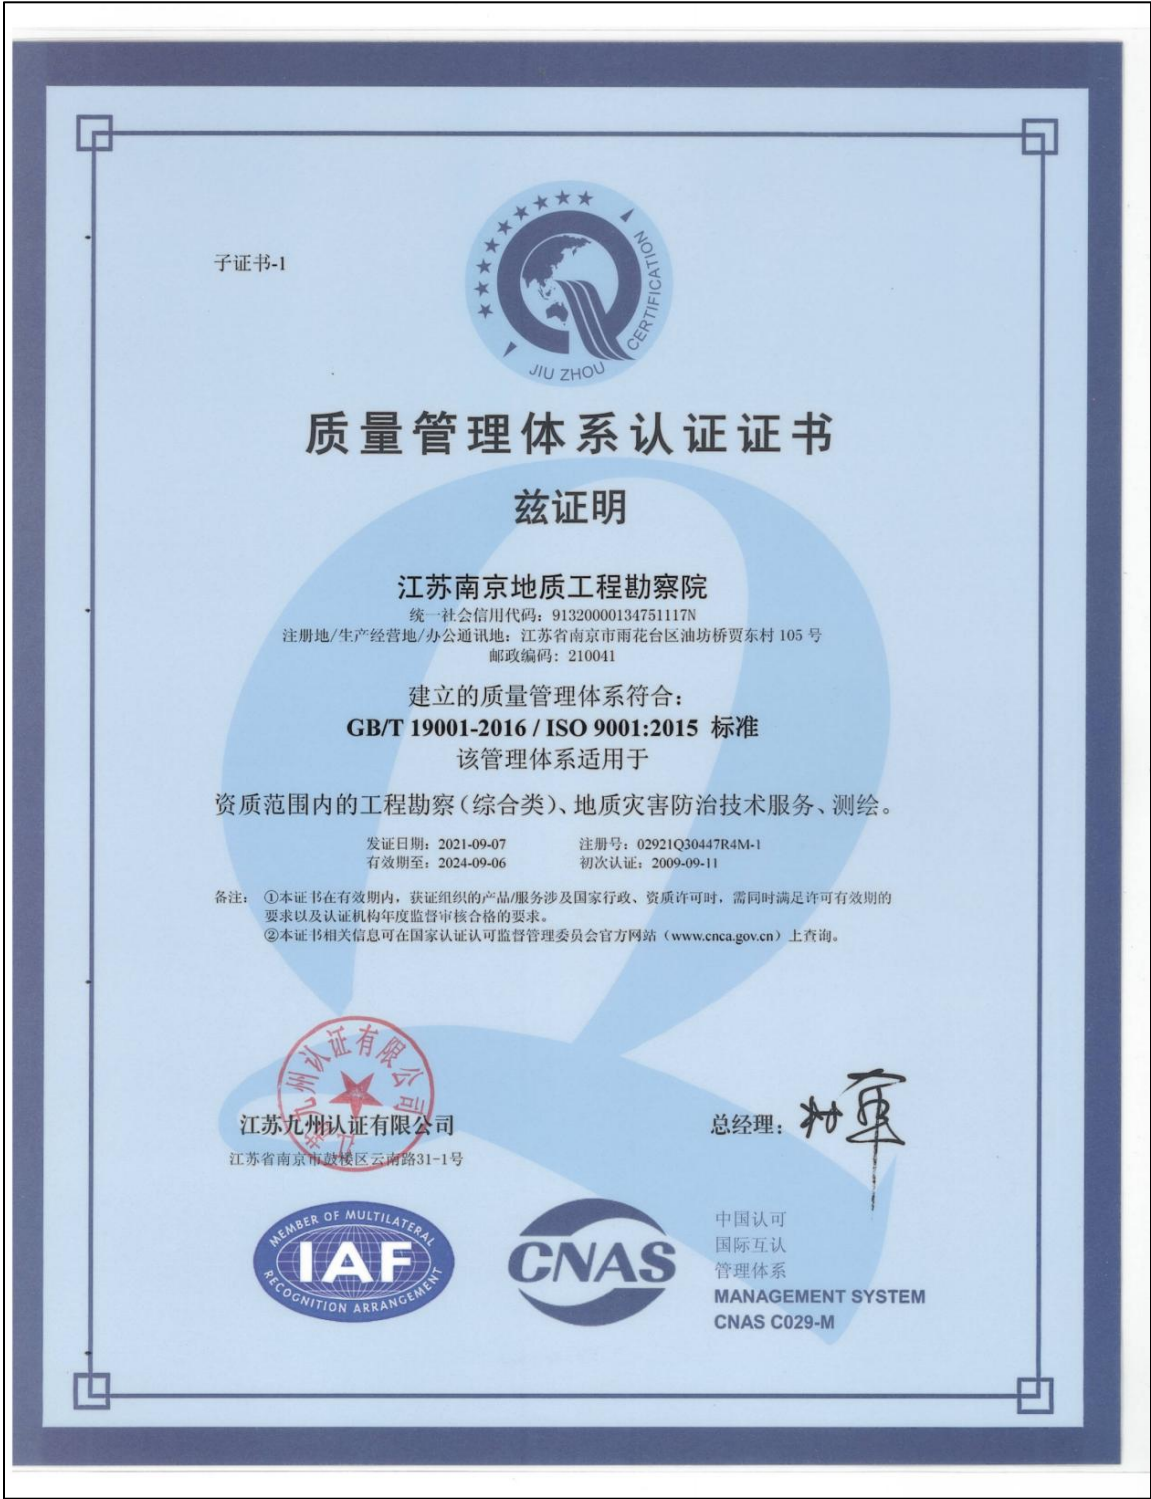 子证书-1
JIU ZHOU CERTIFICATION
质量管理体系认证证书
兹证明
江苏南京地质工程勘察院
统一社会信用代码：91320000134751117N
注册地/生产经营地/办公通讯地：江苏省南京市雨花台区油坊桥贾东村 105 号
邮政编码：210041
建立的质量管理体系符合：
GB/T 19001-2016 / ISO 9001:2015 标准
该管理体系适用于
资质范围内的工程勘察（综合类）、地质灾害防治技术服务、测绘。
发证日期：2021-09-07 注册号：02921Q30447R4M-1
有效期至：2024-09-06 初次认证：2009-09-11
备注： ①本证书在有效期内，获证组织的产品/服务涉及国家行政、资质许可时，需同时满足许可有效期的
要求以及认证机构年度监督审核合格的要求。
②本证书相关信息可在国家认证认可监督管理委员会官方网站（www.cnca.gov.cn）上查询。
江苏九州认证有限公司
江苏九州认证有限公司
总经理：
江苏省南京市鼓楼区云南路31-1号
MEMBER OF MULTILATERAL
IAF
RECOGNITION ARRANGEMENT
CNAS
中国认可
国际互认
管理体系
MANAGEMENT SYSTEM
CNAS C029-M